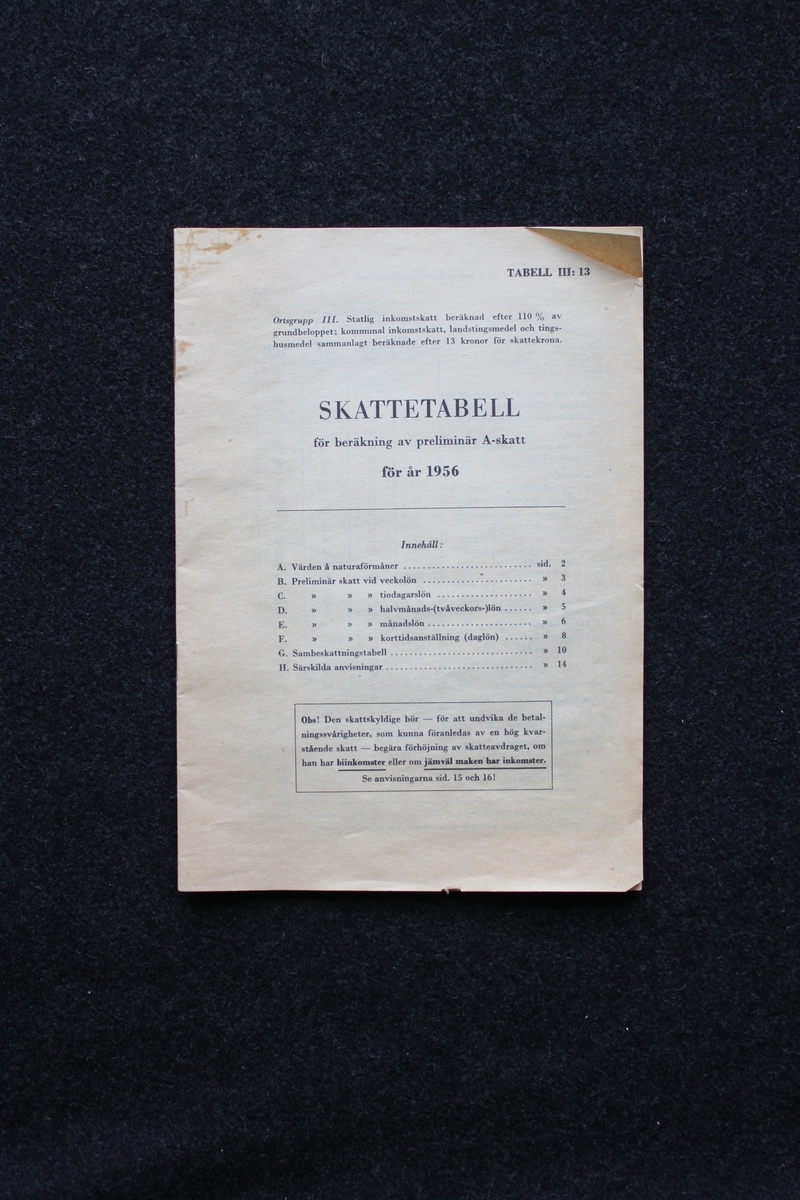 TABELL III: 13
Ortsgrupp III. Statlig inkomstskatt beräknad efter 110 % av
grundbeloppet; kommunal inkomstskatt, landstingsmedel och tings-
husmedel sammanlagt beräknade efter 13 kronor för skattekrona.
SKATTETABELL
för beräkning av preliminär A-skatt
för år 1956
Innehåll:
A. Värden å naturaförmåner ........................... sid. 2
B. Preliminär skatt vid veckolön ....................... » 3
C. » » » tiodagarslön .................... » 4
D. » » » halvmånads-(tvåveckors-)lön ...... » 5
E. » » » månadslön ...................... » 6
F. » » » korttidsanställning (daglön) ...... » 8
G. Sambeskattningstabell .............................. » 10
H. Särskilda anvisningar ............................... » 14
Obs! Den skattskyldige bör — för att undvika de betal-
ningssvårigheter, som kunna föranledas av en hög kvar-
stående skatt — begära förhöjning av skatteavdraget, om
han har biinkomster eller om jämväl maken har inkomster.
Se anvisningarna sid. 15 och 16!